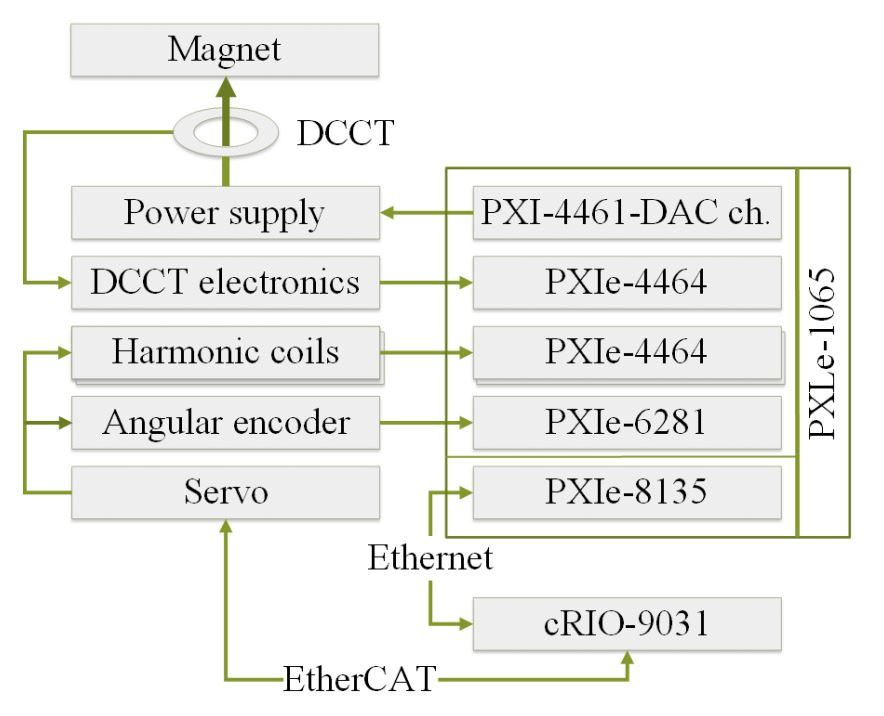 Magnet
DCCT
Power supply
PXI-4461-DAC ch.
DCCT electronics
PXIe-4464
Harmonic coils
PXIe-4464
Angular encoder
PXIe-6281
Servo
PXIe-8135
PXLe-1065
Ethernet
cRIO-9031
EtherCAT